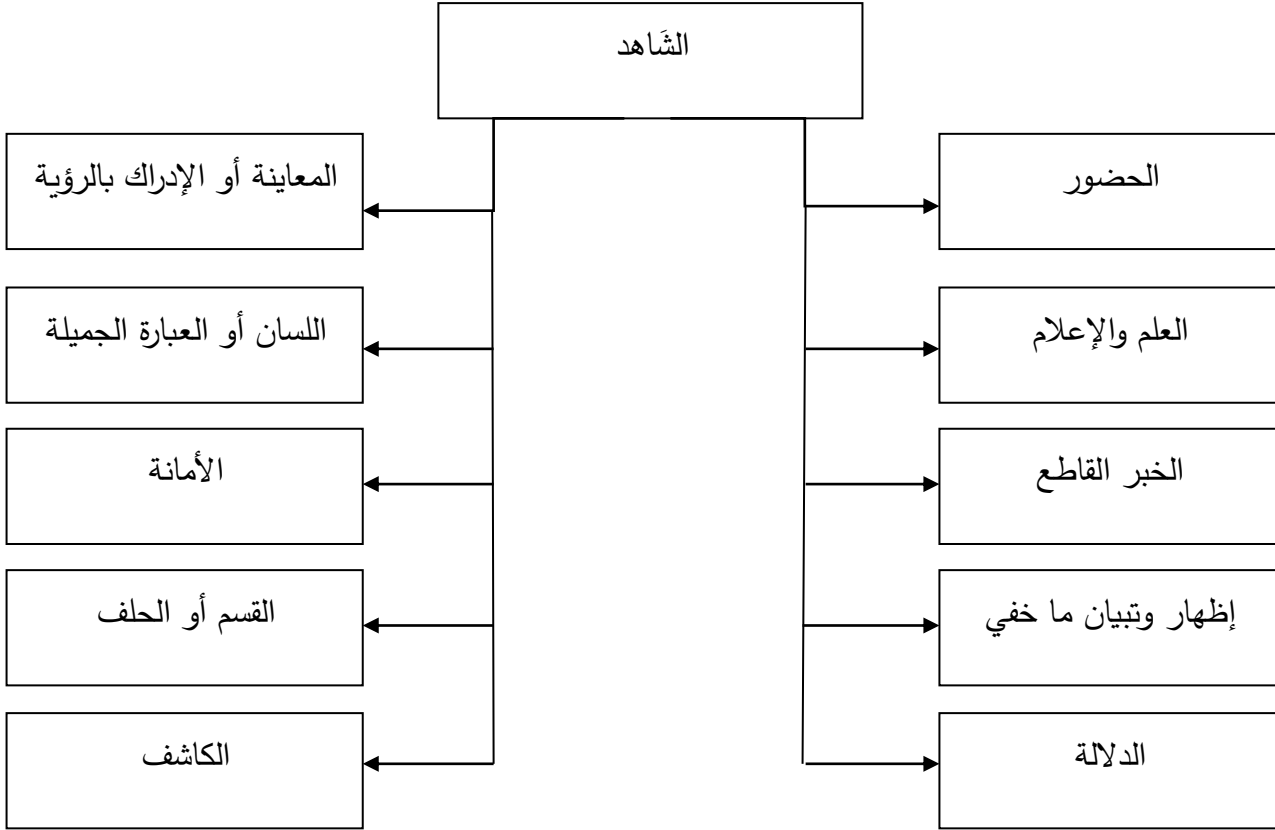 الشَاهد
الحضور
المعاينة أو الإدراك بالرؤية
العلم والإعلام
اللسان أو العبارة الجميلة
الخبر القاطع
الأمانة
إظهار وتبيان ما خفي
القسم أو الحلف
الدلالة
الكاشف